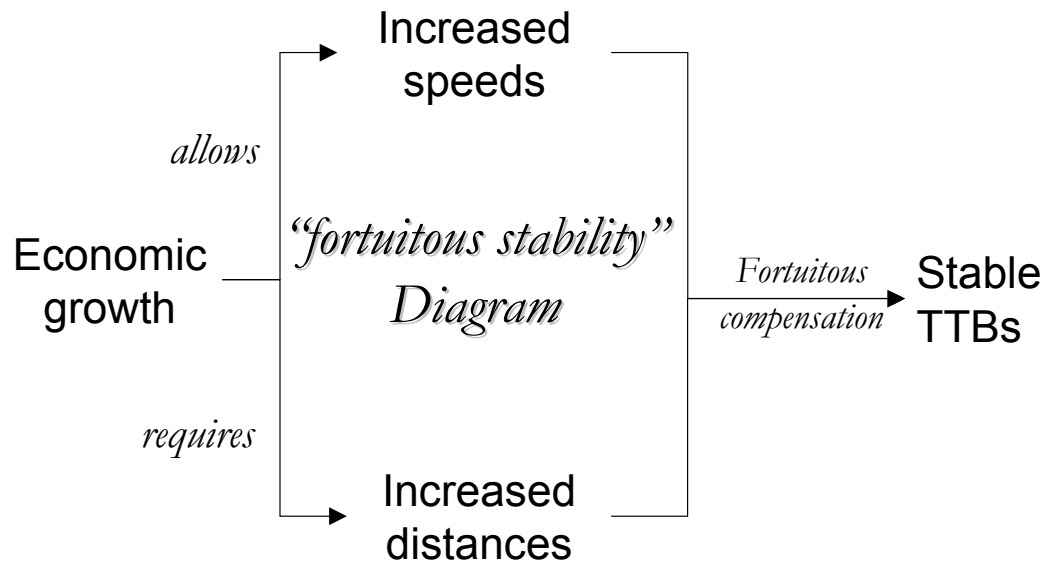 Increased
speeds
allows
“fortuitous stability”
Diagram
Economic
growth
Fortuitous
compensation
Stable
TTBs
requires
Increased
distances